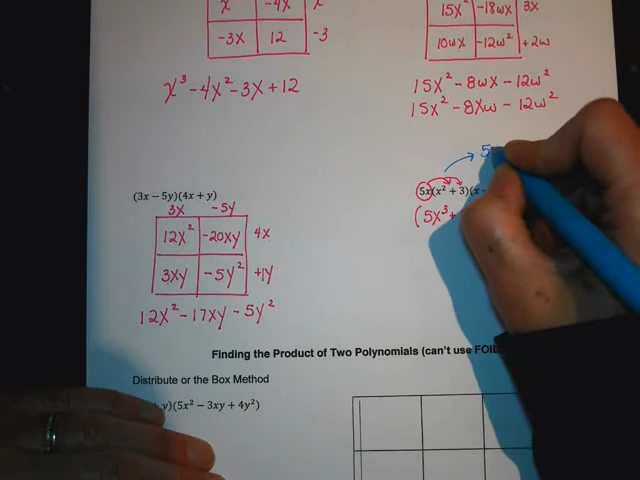 x -4x x
-3x 12 -3
x³ - 4x² - 3x + 12
15x² -18wx 3x
10wx -12w² +2w
15x² - 8wx - 12w²
15x² - 8xw - 12w²
(3x − 5y)(4x + y)
3x -5y
12x² -20xy 4x
3xy -5y² +1y
12x² - 17xy - 5y²
5
5x(x² + 3)(x −
(5x³+
Finding the Product of Two Polynomials (can't use FOIL
Distribute or the Box Method
y)(5x² − 3xy + 4y²)